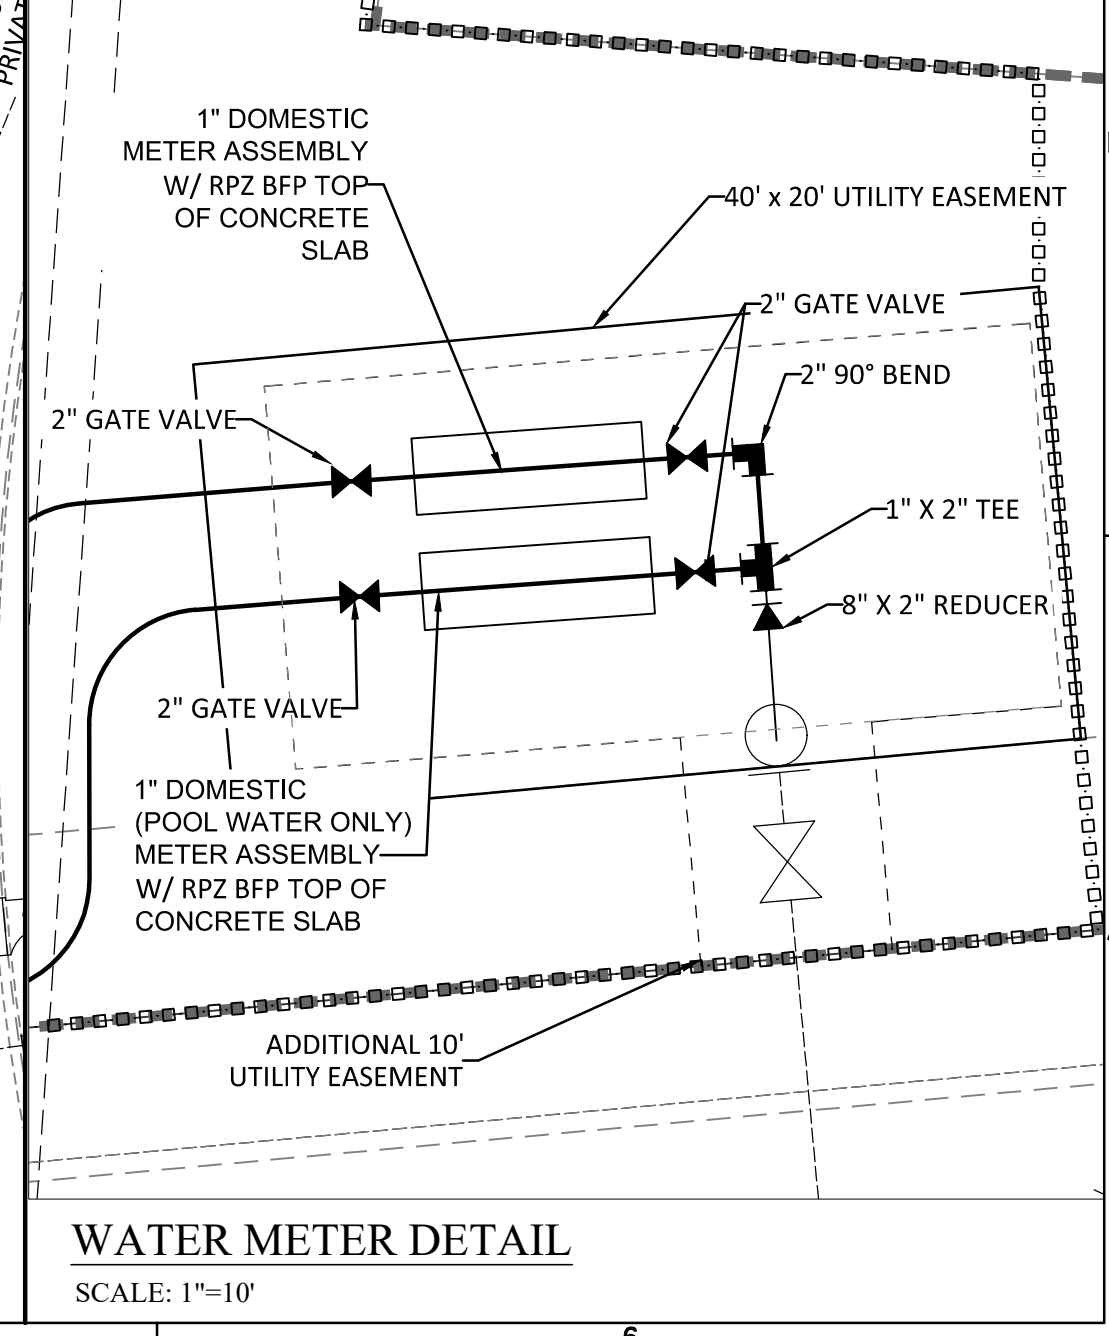 PRIVAT
1" DOMESTIC
METER ASSEMBLY
W/ RPZ BFP TOP
OF CONCRETE
SLAB
40' x 20' UTILITY EASEMENT
2" GATE VALVE
2" 90° BEND
2" GATE VALVE
1" X 2" TEE
8" X 2" REDUCER
2" GATE VALVE
1" DOMESTIC
(POOL WATER ONLY)
METER ASSEMBLY
W/ RPZ BFP TOP OF
CONCRETE SLAB
ADDITIONAL 10'
UTILITY EASEMENT
WATER METER DETAIL
SCALE: 1"=10'